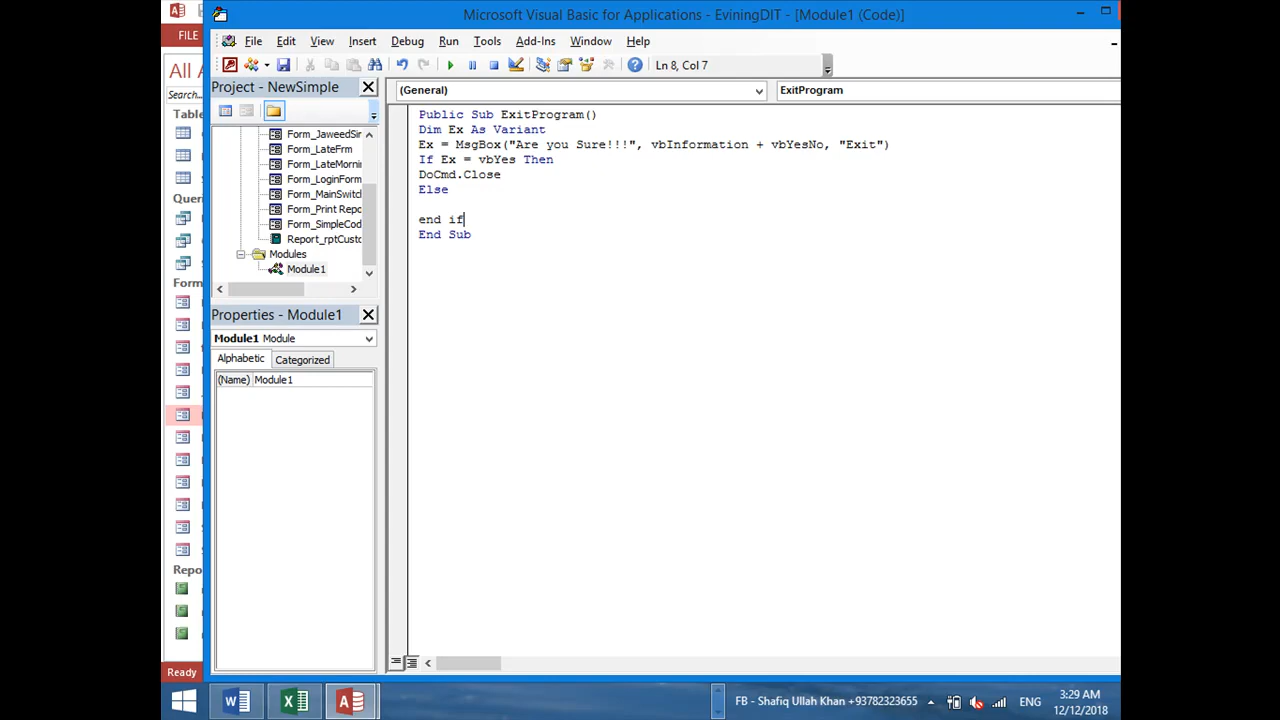 Microsoft Visual Basic for Applications - EviningDIT - [Module1 (Code)]
FILE
File Edit View Insert Debug Run Tools Add-Ins Window Help
Ln 8, Col 7
All A
Search...
Table
Quer
Form
Repo
Ready
Project - NewSimple
Form_JaweedSir
Form_LateFrm
Form_LateMornin
Form_LoginForm
Form_MainSwitc
Form_Print Repo
Form_SimpleCod
Report_rptCusto
Modules
Module1
Properties - Module1
Module1 Module
Alphabetic Categorized
(Name) Module1
(General) ExitProgram
Public Sub ExitProgram()
Dim Ex As Variant
Ex = MsgBox("Are you Sure!!!", vbInformation + vbYesNo, "Exit")
If Ex = vbYes Then
DoCmd.Close
Else
end if
End Sub
FB - Shafiq Ullah Khan +93782323655
ENG
3:29 AM
12/12/2018